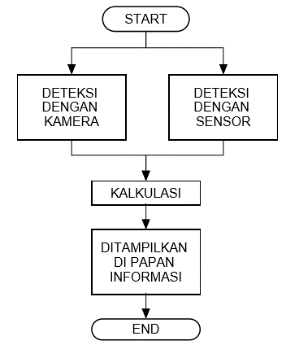 START
DETEKSI
DENGAN
KAMERA
DETEKSI
DENGAN
SENSOR
KALKULASI
DITAMPILKAN
DI PAPAN
INFORMASI
END